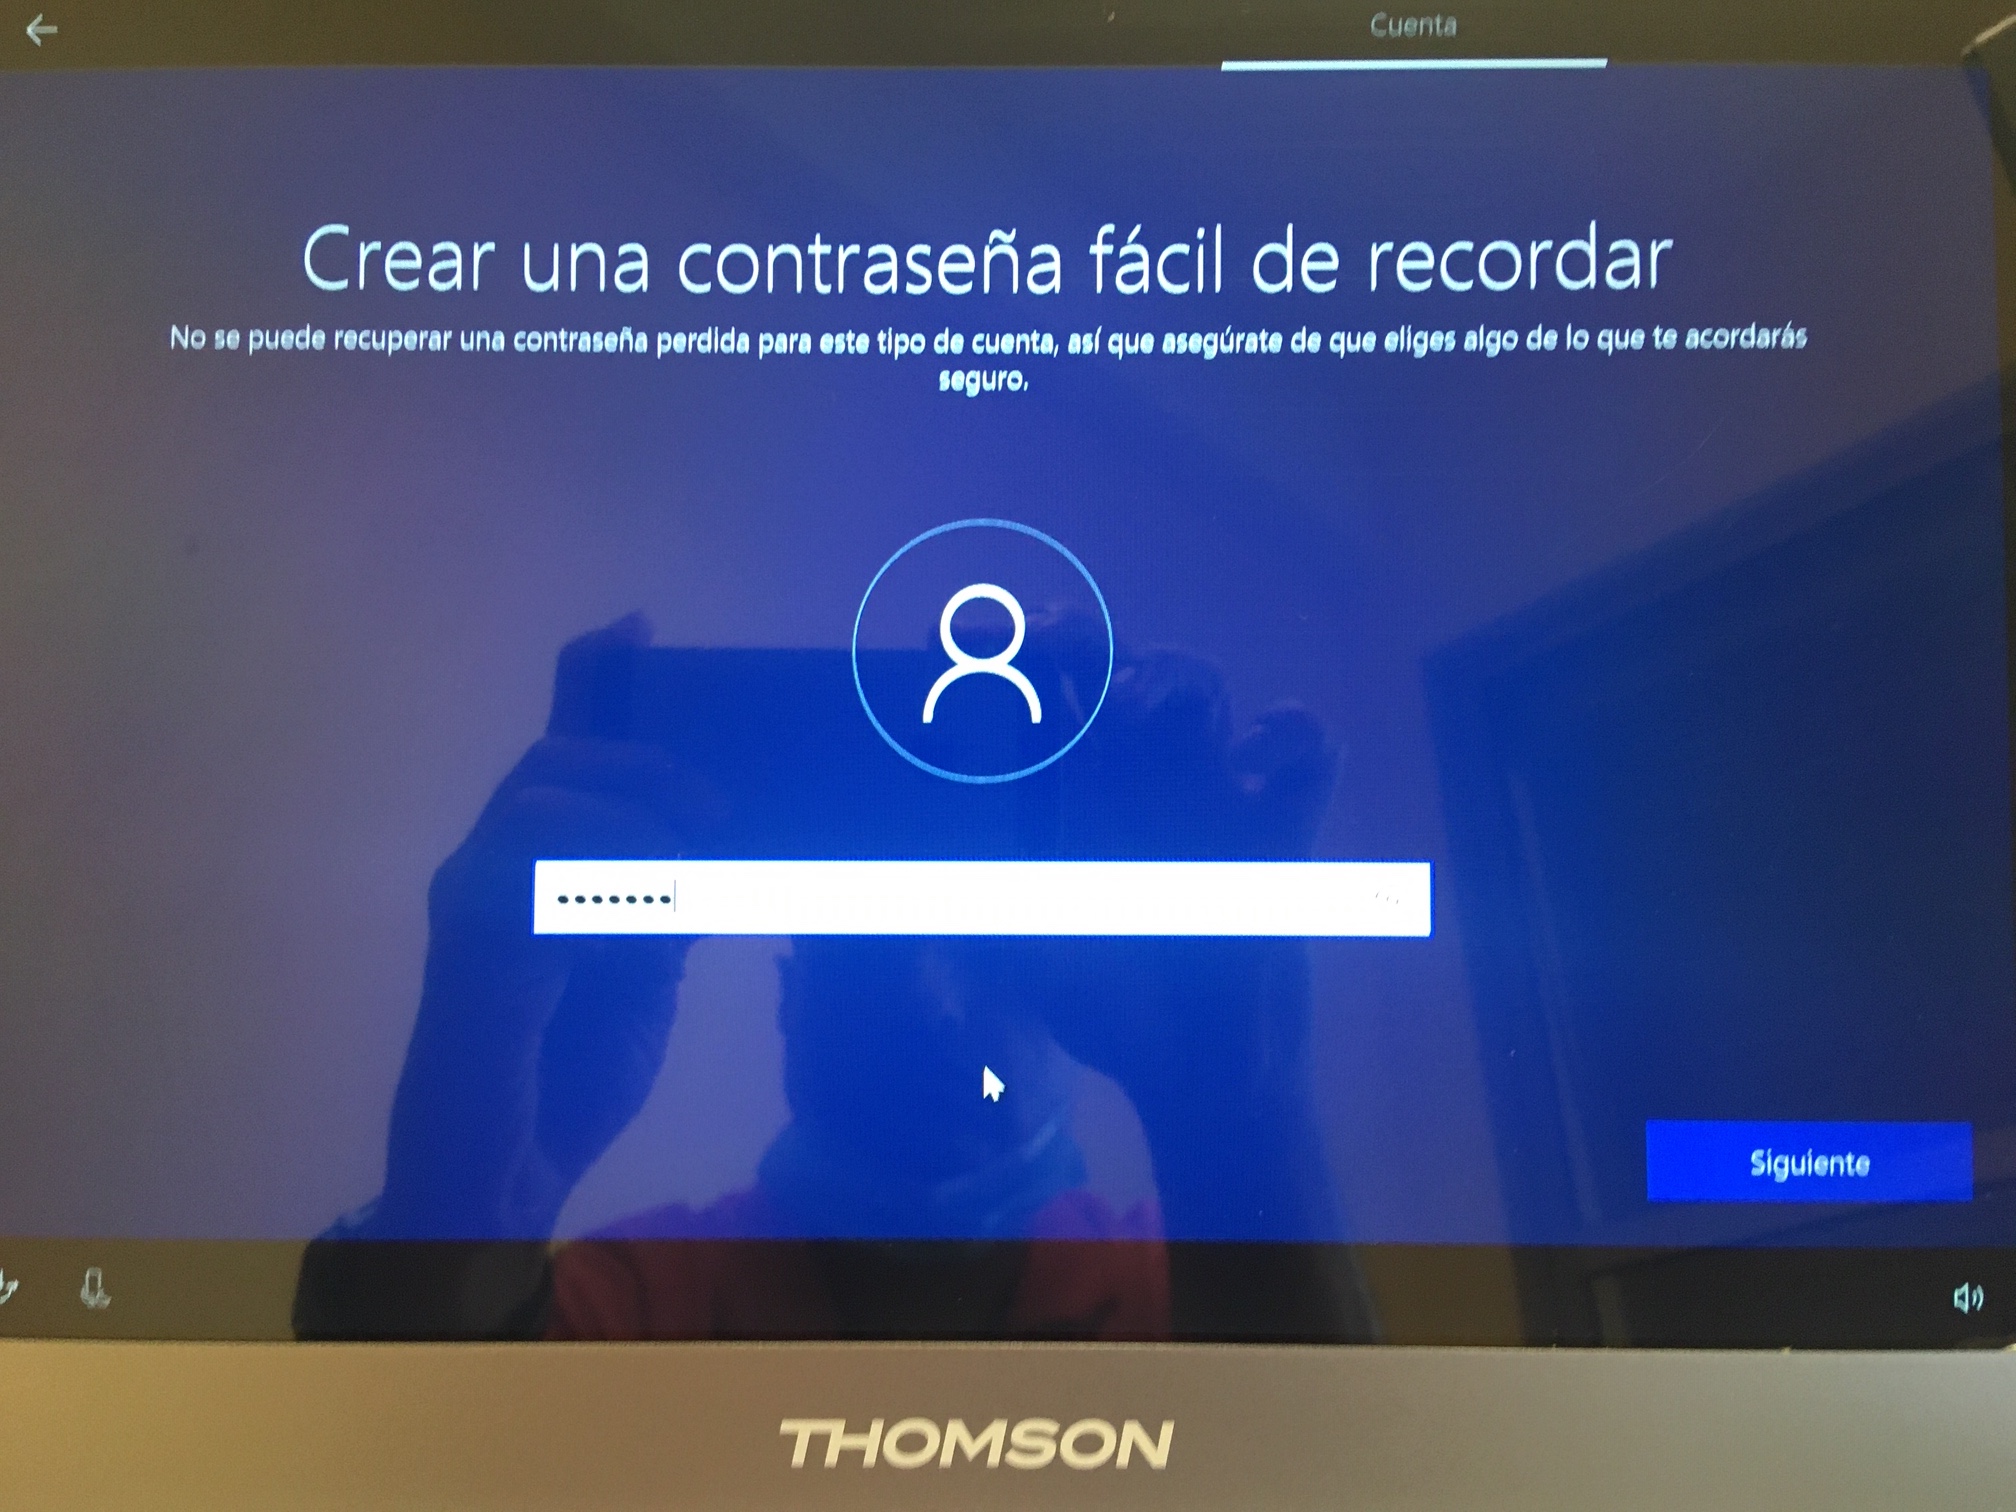 Cuenta
Crear una contraseña fácil de recordar
No se puede recuperar una contraseña perdida para este tipo de cuenta, así que asegúrate de que eliges algo de lo que te acordarás
seguro.
Siguiente
THOMSON